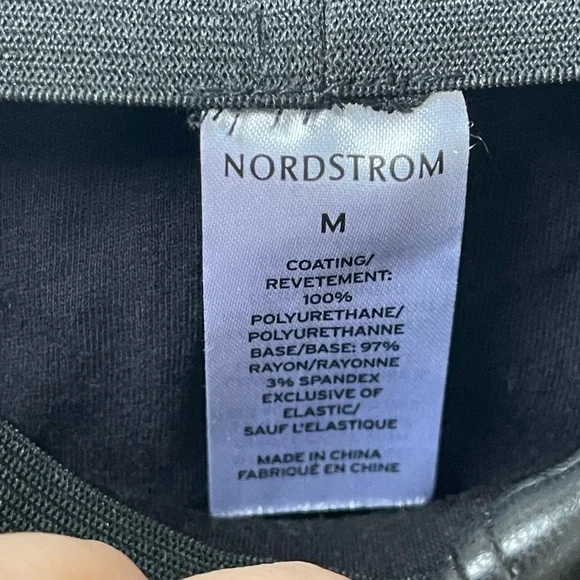 NORDSTROM
M
COATING/
REVETEMENT:
100%
POLYURETHANE/
POLYURETHANNE
BASE/BASE: 97%
RAYON/RAYONNE
3% SPANDEX
EXCLUSIVE OF
ELASTIC/
SAUF L'ELASTIQUE
MADE IN CHINA
FABRIQUÉ EN CHINE